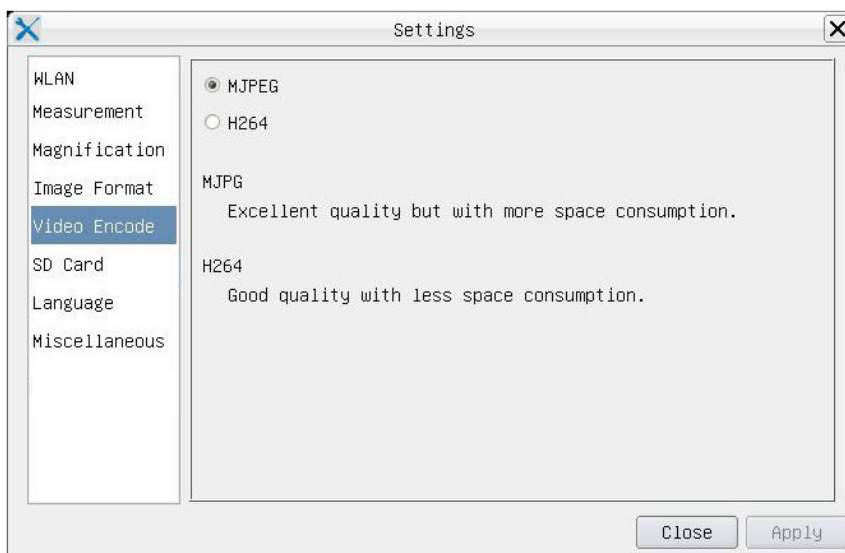 Settings
WLAN
Measurement
Magnification
Image Format
Video Encode
SD Card
Language
Miscellaneous
MJPEG
H264
MJPG
Excellent quality but with more space consumption.
H264
Good quality with less space consumption.
Close
Apply